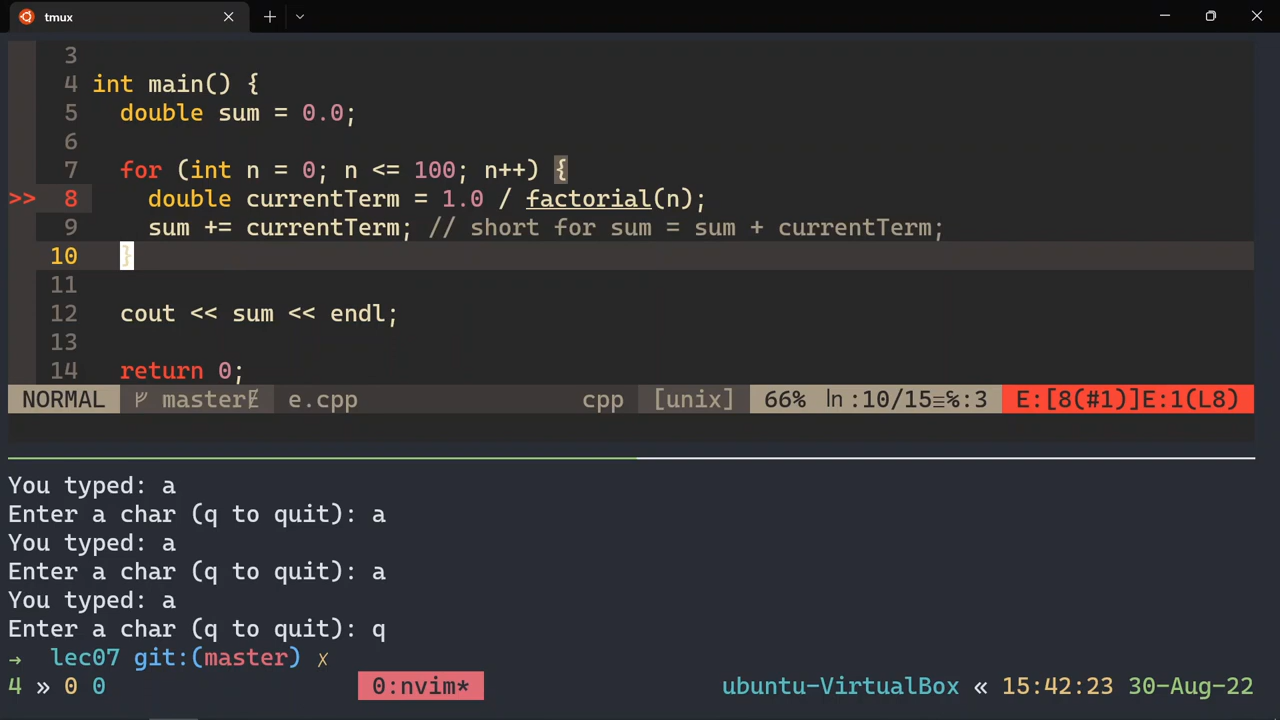 tmux
3
4 int main() {
5 double sum = 0.0;
6
7 for (int n = 0; n <= 100; n++) {
>> 8 double currentTerm = 1.0 / factorial(n);
9 sum += currentTerm; // short for sum = sum + currentTerm;
10 }
11
12 cout << sum << endl;
13
14 return 0;
NORMAL master e.cpp cpp [unix] 66% ln :10/15≡%:3 E:[8(#1)]E:1(L8)
You typed: a
Enter a char (q to quit): a
You typed: a
Enter a char (q to quit): a
You typed: a
Enter a char (q to quit): q
→ lec07 git:(master) ✗
4 » 0 0 0:nvim* ubuntu-VirtualBox « 15:42:23 30-Aug-22